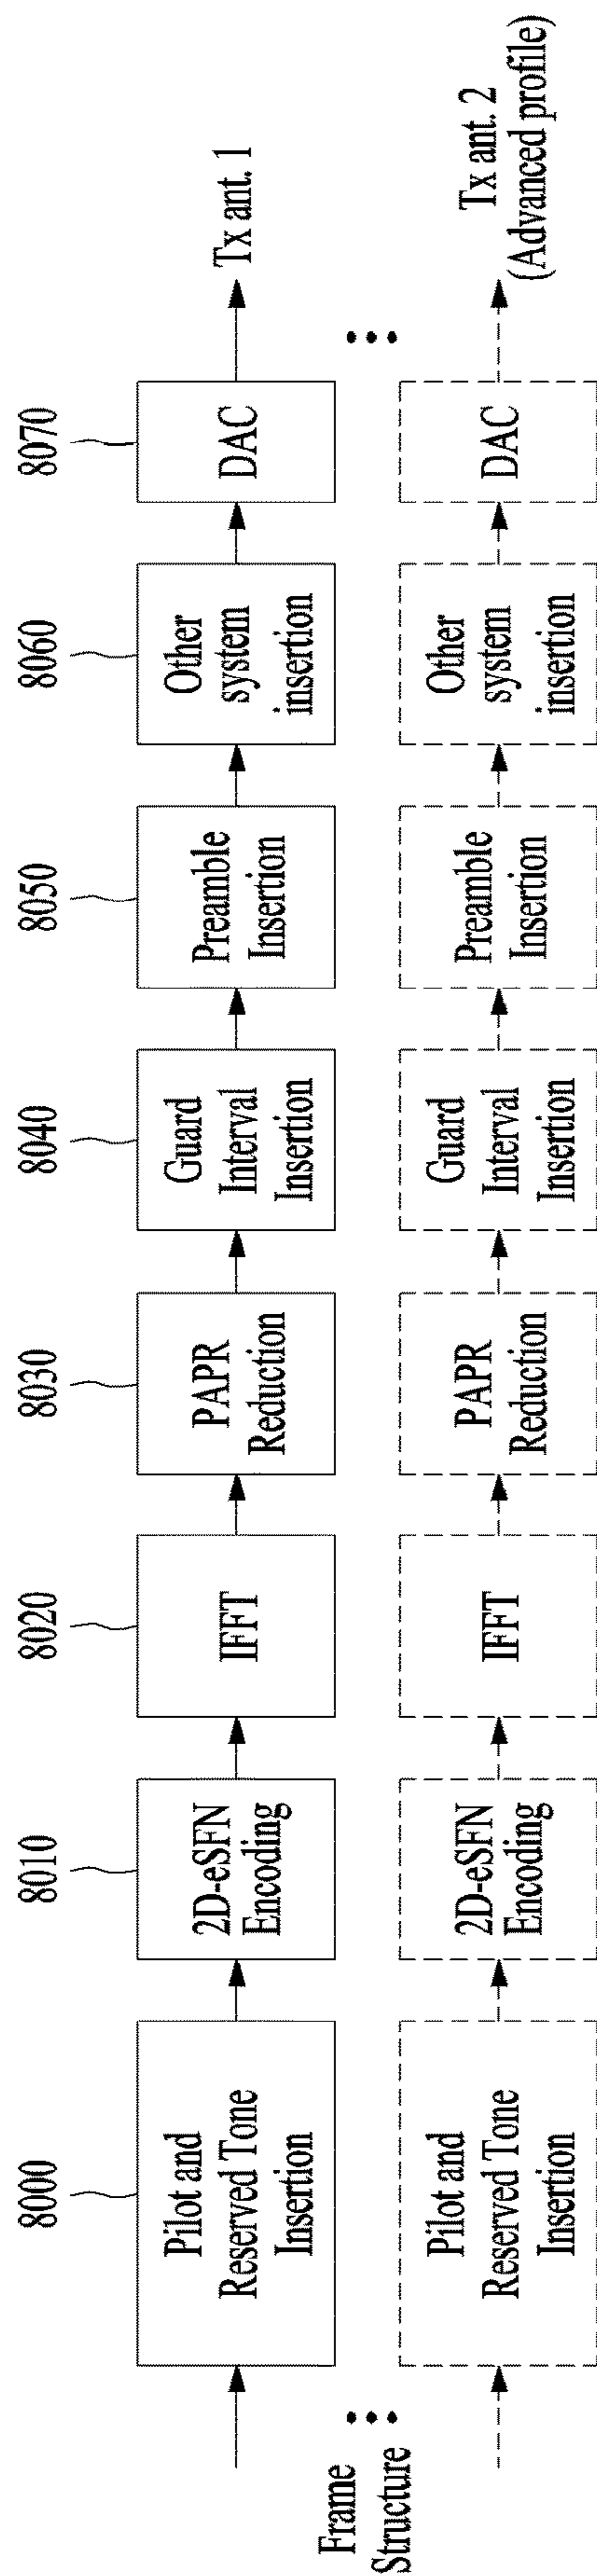 8000
8010
8020
8030
8040
8050
8060
8070
Pilot and
Reserved Tone
Insertion
2D-eSFN
Encoding
IFFT
PAPR
Reduction
Guard
Interval
Insertion
Preamble
Insertion
Other
system
insertion
DAC
Tx ant. 1
Frame
Structure
Pilot and
Reserved Tone
Insertion
2D-eSFN
Encoding
IFFT
PAPR
Reduction
Guard
Interval
Insertion
Preamble
Insertion
Other
system
insertion
DAC
Tx ant. 2
(Advanced profile)